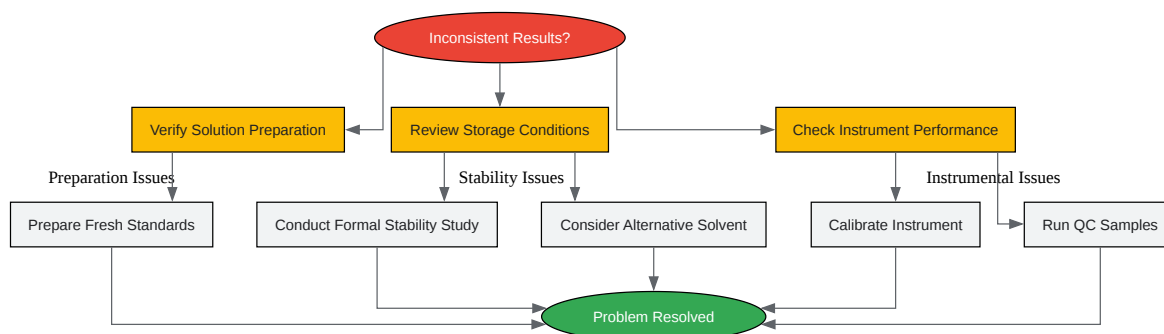 Inconsistent Results?
Verify Solution Preparation
Review Storage Conditions
Check Instrument Performance
Preparation Issues
Stability Issues
Instrumental Issues
Prepare Fresh Standards
Conduct Formal Stability Study
Consider Alternative Solvent
Calibrate Instrument
Run QC Samples
Problem Resolved